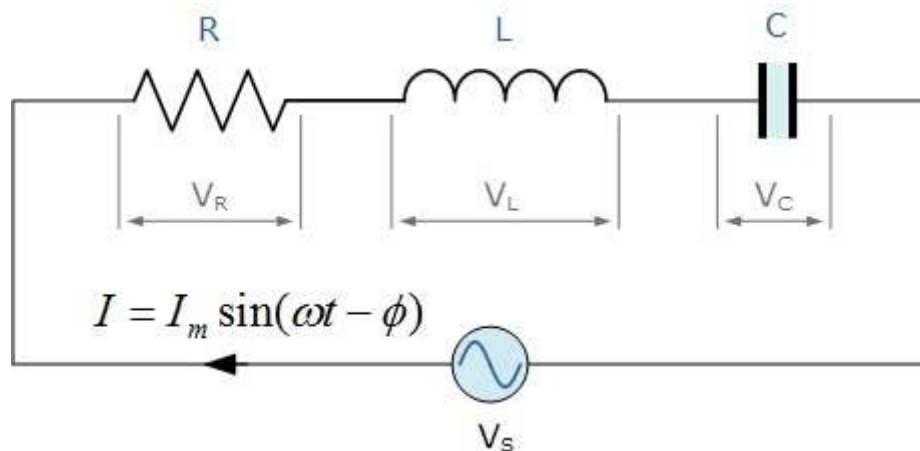 R L C
V_R V_L V_C
I = I_m sin(ωt − ϕ)
V_S